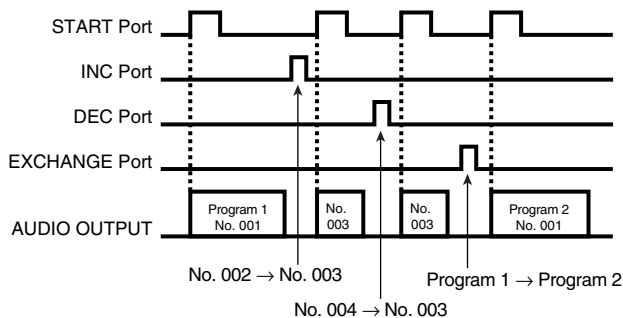 START Port
INC Port
DEC Port
EXCHANGE Port
AUDIO OUTPUT
Program 1
No. 001
No.
003
No.
003
Program 2
No. 001
No. 002 → No. 003
Program 1 → Program 2
No. 004 → No. 003